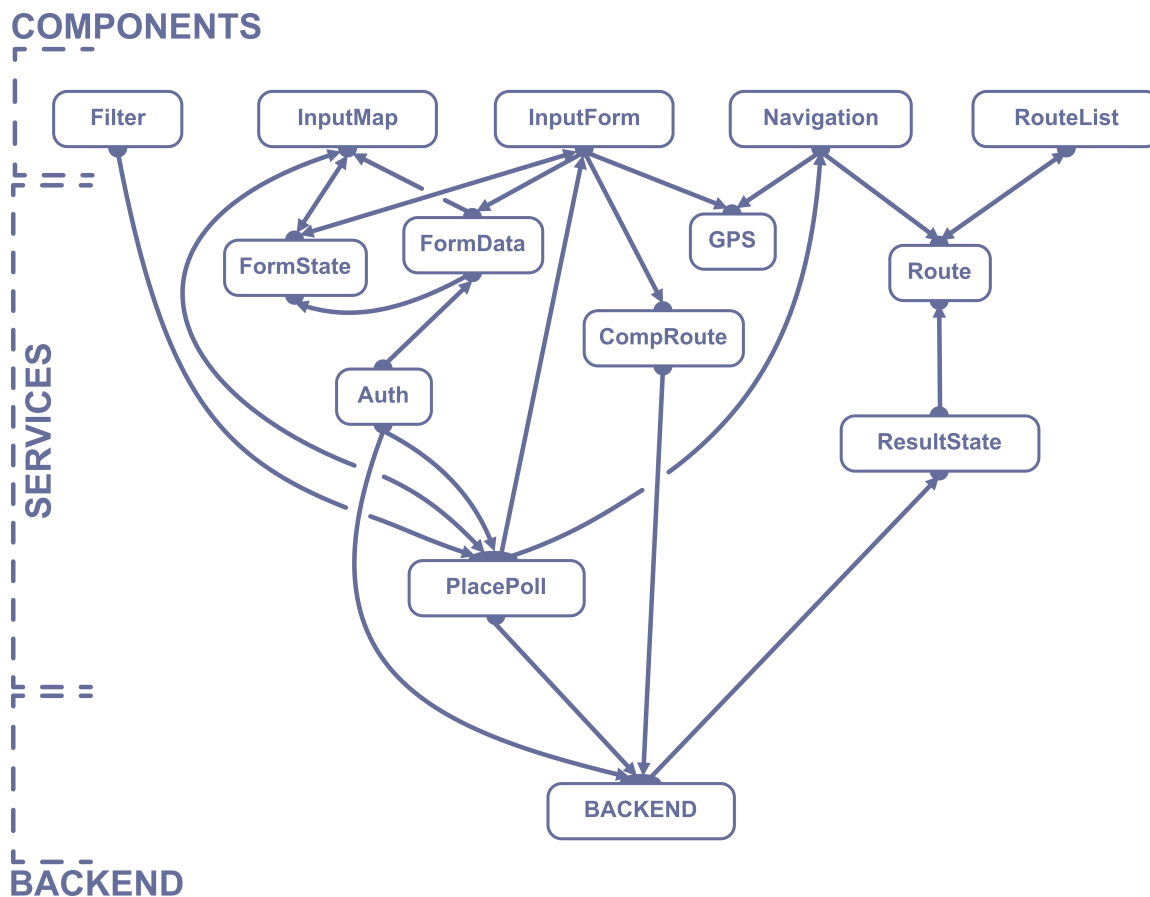 COMPONENTS
Filter
InputMap
InputForm
Navigation
RouteList
FormState
FormData
GPS
Route
CompRoute
Auth
SERVICES
ResultState
PlacePoll
BACKEND
BACKEND